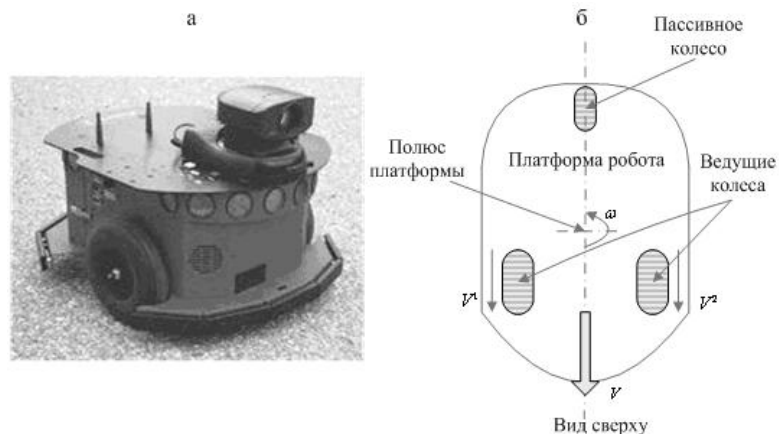 а
б
Пассивное
колесо
Полюс
платформы
Платформа робота
Ведущие
колеса
ω
V¹
V²
V
Вид сверху